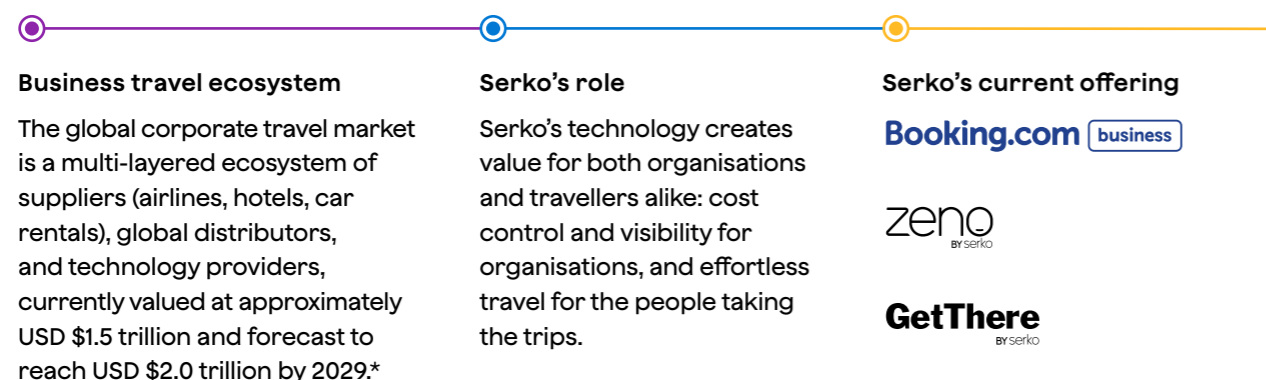 Business travel ecosystem
The global corporate travel market
is a multi-layered ecosystem of
suppliers (airlines, hotels, car
rentals), global distributors,
and technology providers,
currently valued at approximately
USD $1.5 trillion and forecast to
reach USD $2.0 trillion by 2029.*
Serko’s role
Serko’s technology creates
value for both organisations
and travellers alike: cost
control and visibility for
organisations, and effortless
travel for the people taking
the trips.
Serko’s current offering
Booking.com business
zeno
BY serko
GetThere
BY serko